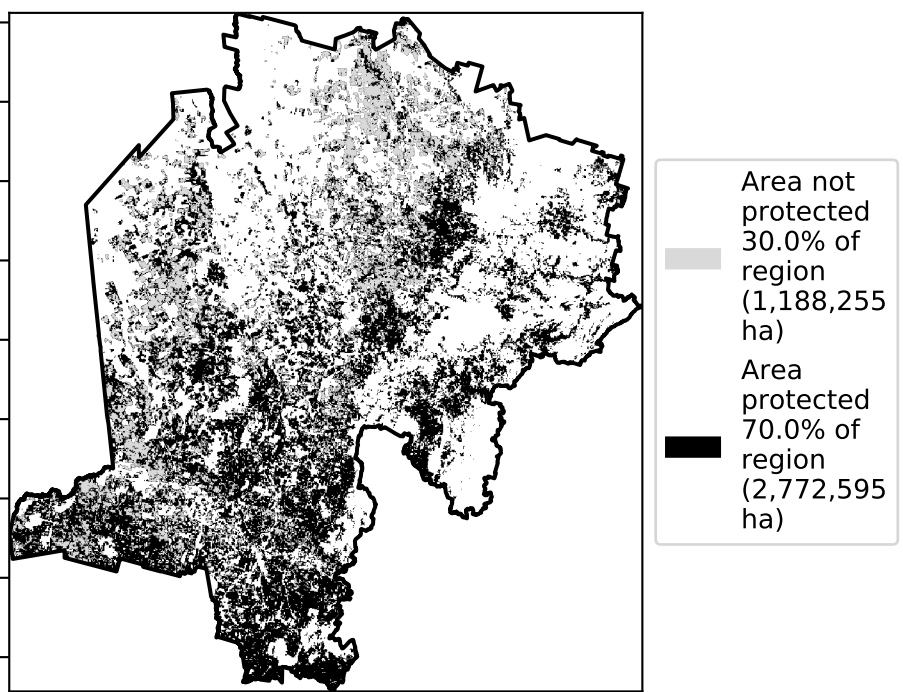 Area not
protected
30.0% of
region
(1,188,255
ha)
Area
protected
70.0% of
region
(2,772,595
ha)